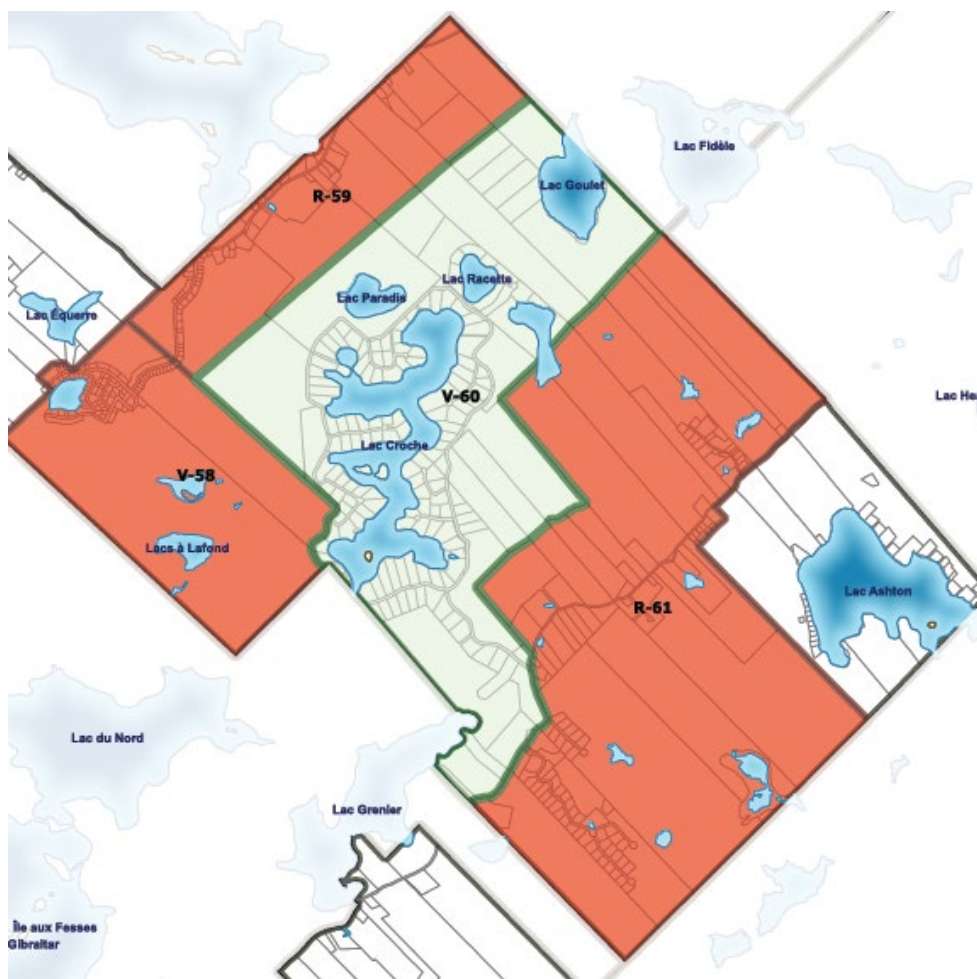 Lac Fidèle
Lac Goulet
R-59
Lac Racette
Lac Paradis
Lac Équerre
V-60
Lac He
Lac Croche
V-58
Lacs à Lafond
Lac Ashton
R-61
Lac du Nord
Lac Grenier
Île aux Fesses
Gibraltar